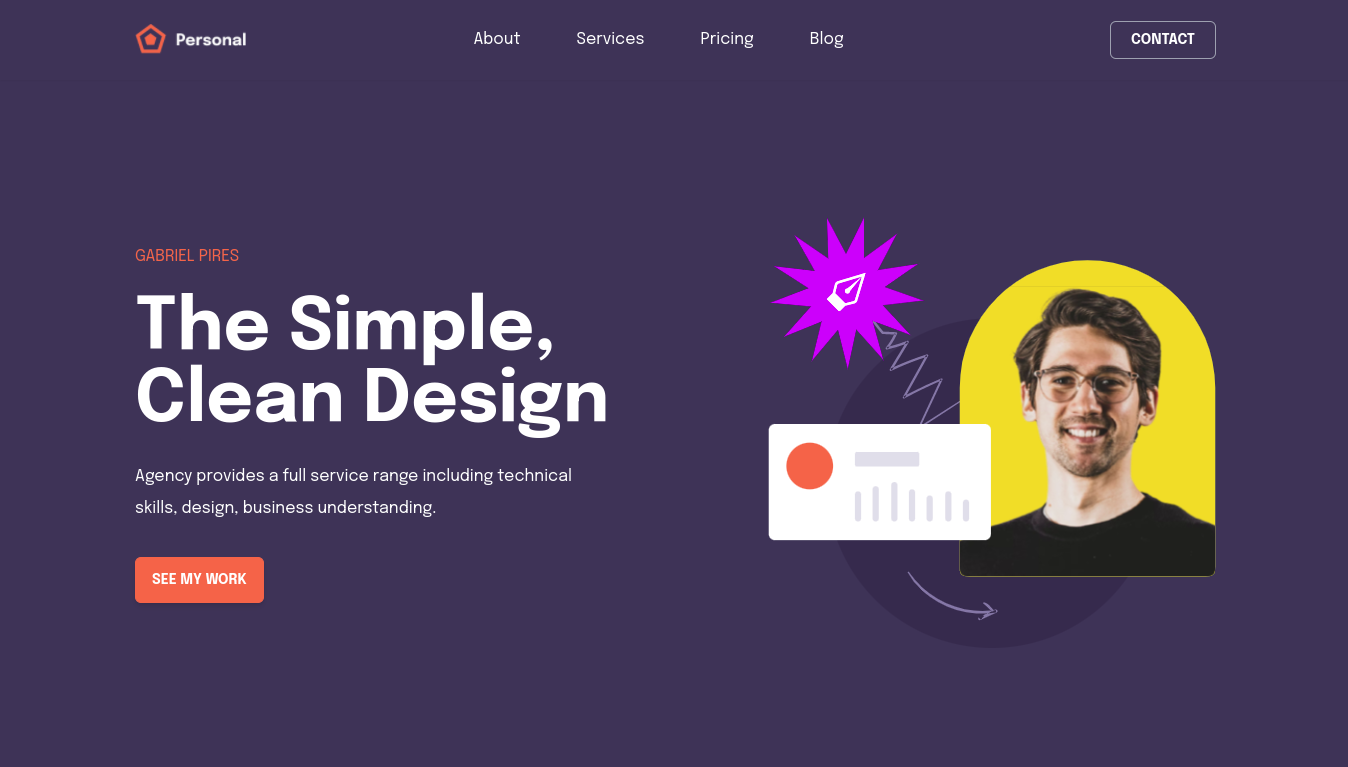 Personal
About
Services
Pricing
Blog
CONTACT
GABRIEL PIRES
The Simple,
Clean Design
Agency provides a full service range including technical
skills, design, business understanding.
SEE MY WORK